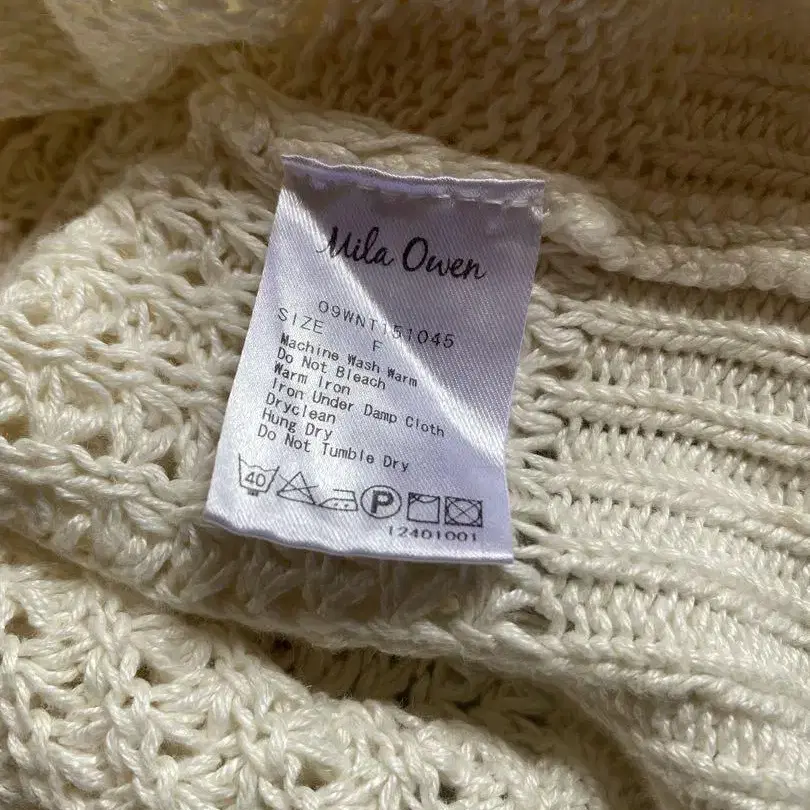 Mila Owen
09WNT151045
SIZE F
Machine Wash Warm
Do Not Bleach
Warm Iron
Iron Under Damp Cloth
Dryclean
Hung Dry
Do Not Tumble Dry
40 P
12401001